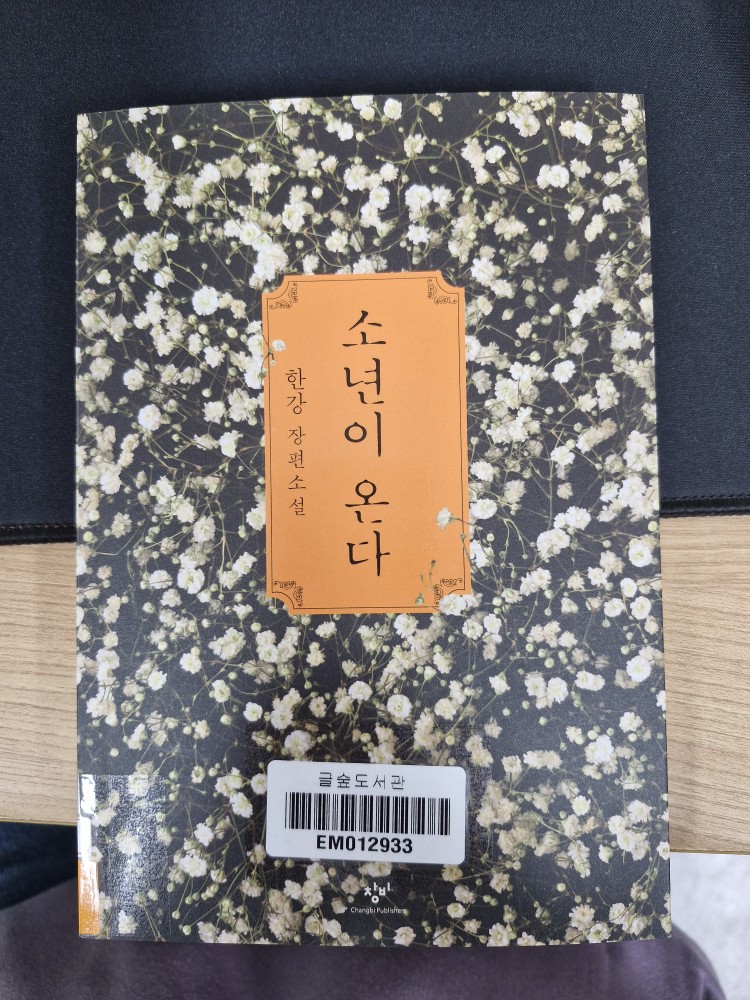 소년이 온다
한강 장편소설
글숲도서관
EM012933
창비
Changbi Publishers